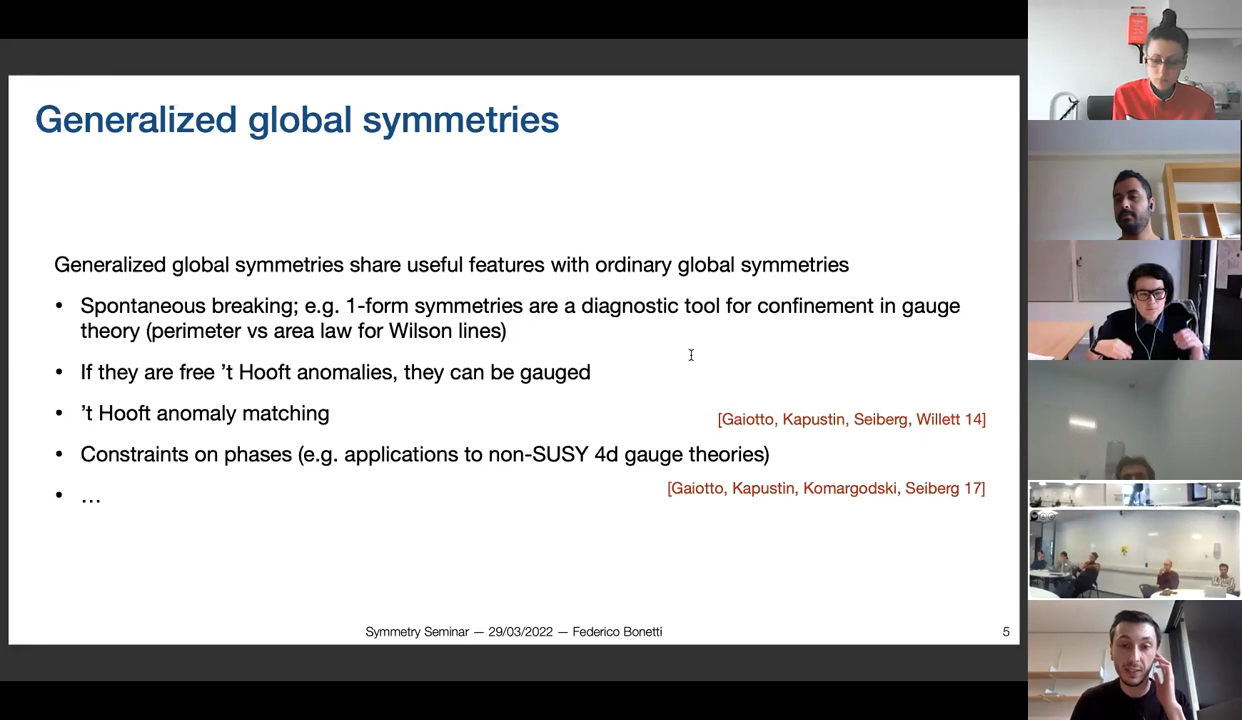 Generalized global symmetries
Generalized global symmetries share useful features with ordinary global symmetries
• Spontaneous breaking; e.g. 1-form symmetries are a diagnostic tool for confinement in gauge
theory (perimeter vs area law for Wilson lines)
• If they are free ’t Hooft anomalies, they can be gauged
• ’t Hooft anomaly matching
[Gaiotto, Kapustin, Seiberg, Willett 14]
• Constraints on phases (e.g. applications to non-SUSY 4d gauge theories)
[Gaiotto, Kapustin, Komargodski, Seiberg 17]
• …
Symmetry Seminar — 29/03/2022 — Federico Bonetti
5